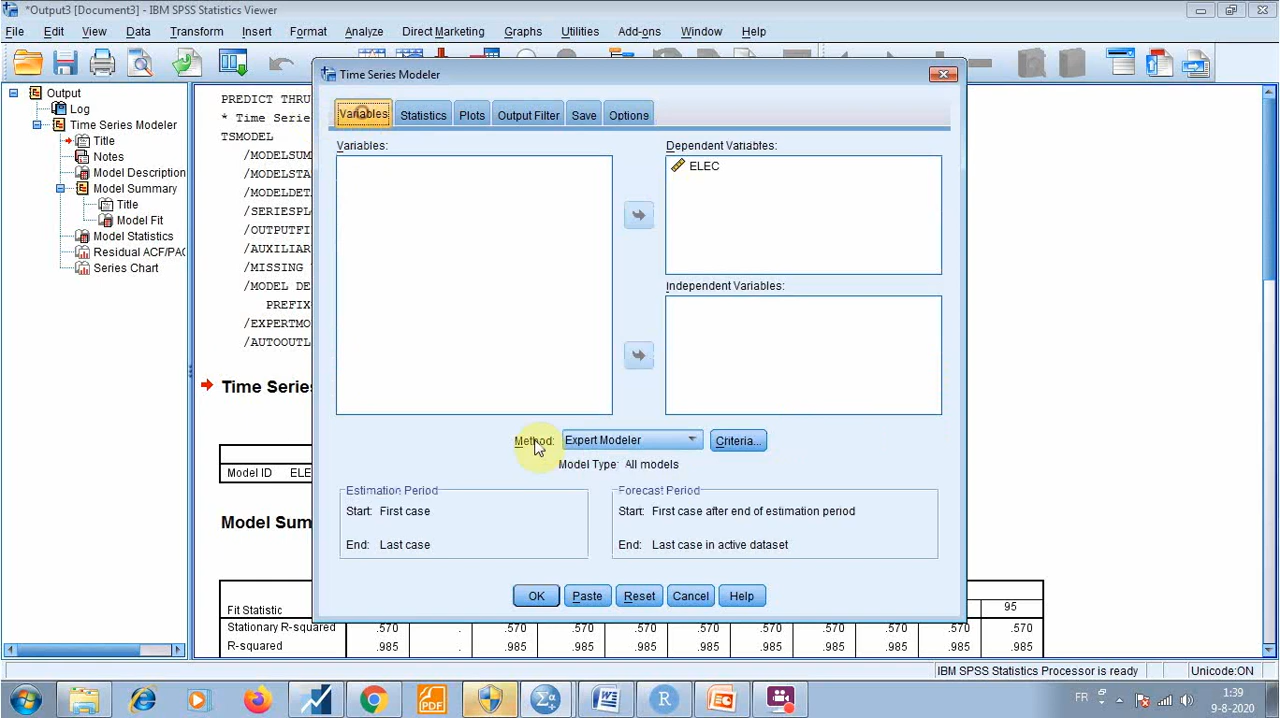 *Output3 [Document3] - IBM SPSS Statistics Viewer
File Edit View Data Transform Insert Format Analyze Direct Marketing Graphs Utilities Add-ons Window Help
Output
Log
Time Series Modeler
Title
Notes
Model Description
Model Summary
Title
Model Fit
Model Statistics
Residual ACF/PAC
Series Chart
PREDICT THRU
* Time Serie
TSMODEL
/MODELSUM
/MODELSTA
/MODELDET
/SERIESPL
/OUTPUTFI
/AUXILIAR
/MISSING
/MODEL DE
PREFIX
/EXPERTMO
/AUTOOUTL
Time Series
Model ID ELE
Model Sum
Fit Statistic 95
Stationary R-squared .570 . .570 .570 .570 .570 .570 .570 .570 .570
R-squared .985 . .985 .985 .985 .985 .985 .985 .985 .985
Time Series Modeler
Variables Statistics Plots Output Filter Save Options
Variables: Dependent Variables:
ELEC
Independent Variables:
Method: Expert Modeler Criteria...
Model Type: All models
Estimation Period Forecast Period
Start: First case Start: First case after end of estimation period
End: Last case End: Last case in active dataset
OK Paste Reset Cancel Help
IBM SPSS Statistics Processor is ready Unicode:ON
PDF
W
R
FR
1:39
9-8-2020